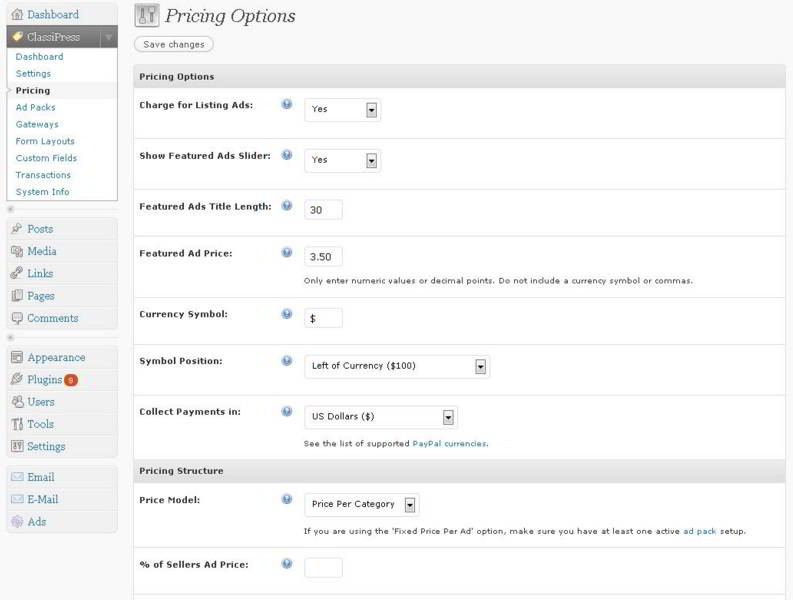 Dashboard
ClassiPress
Dashboard
Settings
Pricing
Ad Packs
Gateways
Form Layouts
Custom Fields
Transactions
System Info
Posts
Media
Links
Pages
Comments
Appearance
Plugins 9
Users
Tools
Settings
Email
E-Mail
Ads
Pricing Options
Save changes
Pricing Options
Charge for Listing Ads: Yes
Show Featured Ads Slider: Yes
Featured Ads Title Length: 30
Featured Ad Price: 3.50
Only enter numeric values or decimal points. Do not include a currency symbol or commas.
Currency Symbol: $
Symbol Position: Left of Currency ($100)
Collect Payments in: US Dollars ($)
See the list of supported PayPal currencies.
Pricing Structure
Price Model: Price Per Category
If you are using the 'Fixed Price Per Ad' option, make sure you have at least one active ad pack setup.
% of Sellers Ad Price: